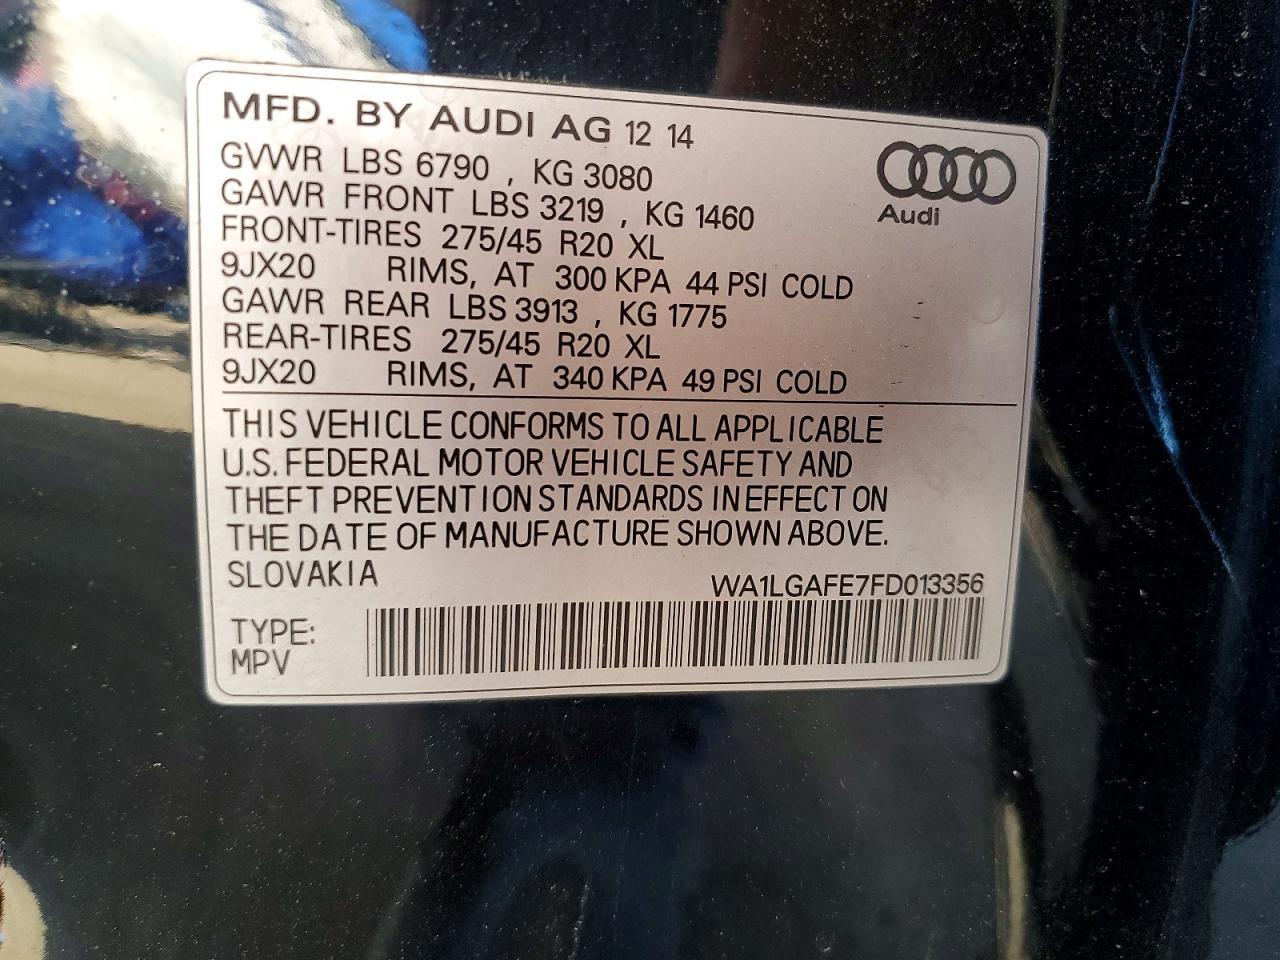 MFD. BY AUDI AG 12 14
GVWR LBS 6790 , KG 3080
GAWR FRONT LBS 3219 , KG 1460
FRONT-TIRES 275/45 R20 XL
9JX20 RIMS, AT 300 KPA 44 PSI COLD
GAWR REAR LBS 3913 , KG 1775
REAR-TIRES 275/45 R20 XL
9JX20 RIMS, AT 340 KPA 49 PSI COLD
Audi
THIS VEHICLE CONFORMS TO ALL APPLICABLE
U.S. FEDERAL MOTOR VEHICLE SAFETY AND
THEFT PREVENTION STANDARDS IN EFFECT ON
THE DATE OF MANUFACTURE SHOWN ABOVE.
SLOVAKIA
WA1LGAFE7FD013356
TYPE:
MPV